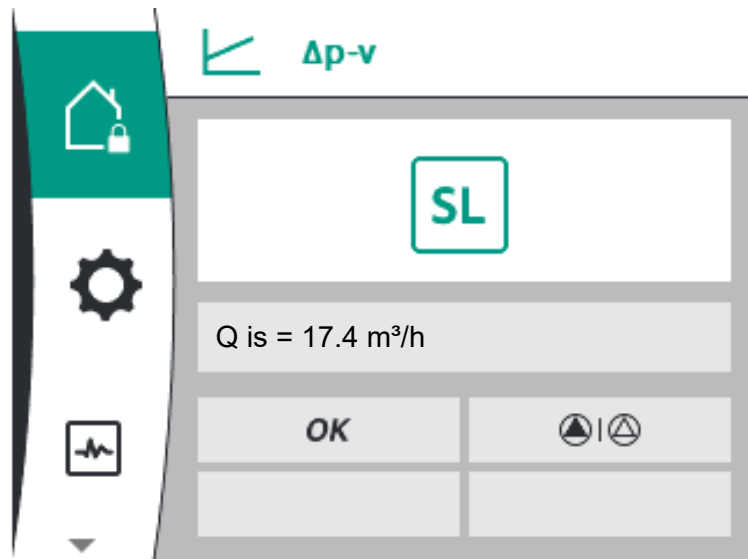 Δp-v
SL
Q is = 17.4 m³/h
OK